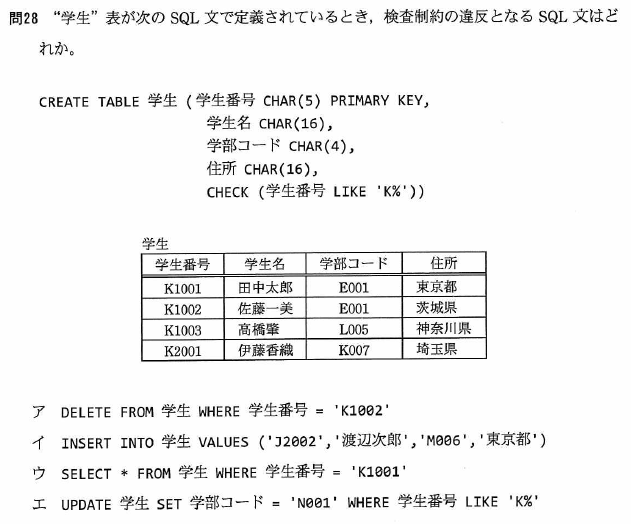 問28 “学生”表が次のSQL文で定義されているとき，検査制約の違反となるSQL文はど
れか。
CREATE TABLE 学生 (学生番号 CHAR(5) PRIMARY KEY,
学生名 CHAR(16),
学部コード CHAR(4),
住所 CHAR(16),
CHECK (学生番号 LIKE 'K%'))
学生
学生番号 学生名 学部コード 住所
K1001 田中太郎 E001 東京都
K1002 佐藤一美 E001 茨城県
K1003 高橋肇 L005 神奈川県
K2001 伊藤香織 K007 埼玉県
ア DELETE FROM 学生 WHERE 学生番号 = 'K1002'
イ INSERT INTO 学生 VALUES ('J2002','渡辺次郎','M006','東京都')
ウ SELECT * FROM 学生 WHERE 学生番号 = 'K1001'
エ UPDATE 学生 SET 学部コード = 'N001' WHERE 学生番号 LIKE 'K%'